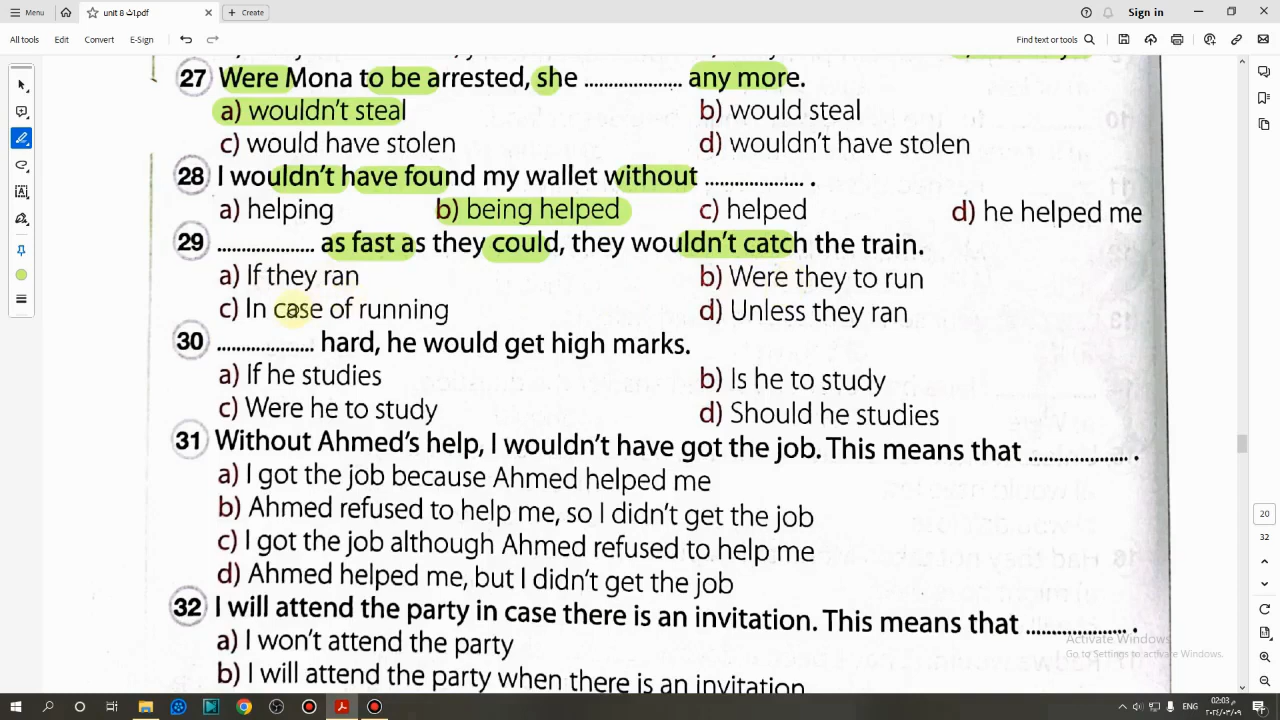 Menu
unit 8 ث1.pdf
Create
Sign in
All tools Edit Convert E-Sign
Find text or tools
27 Were Mona to be arrested, she .................. any more.
a) wouldn't steal b) would steal
c) would have stolen d) wouldn't have stolen
28 I wouldn't have found my wallet without .................. .
a) helping b) being helped c) helped d) he helped me
29 .................. as fast as they could, they wouldn't catch the train.
a) If they ran b) Were they to run
c) In case of running d) Unless they ran
30 .................. hard, he would get high marks.
a) If he studies b) Is he to study
c) Were he to study d) Should he studies
31 Without Ahmed's help, I wouldn't have got the job. This means that .................. .
a) I got the job because Ahmed helped me
b) Ahmed refused to help me, so I didn't get the job
c) I got the job although Ahmed refused to help me
d) Ahmed helped me, but I didn't get the job
32 I will attend the party in case there is an invitation. This means that .................. .
a) I won't attend the party
b) I will attend the party when there is an invitation
20
32
Activate Windows
Go to Settings to activate Windows.
ENG
02:03 م